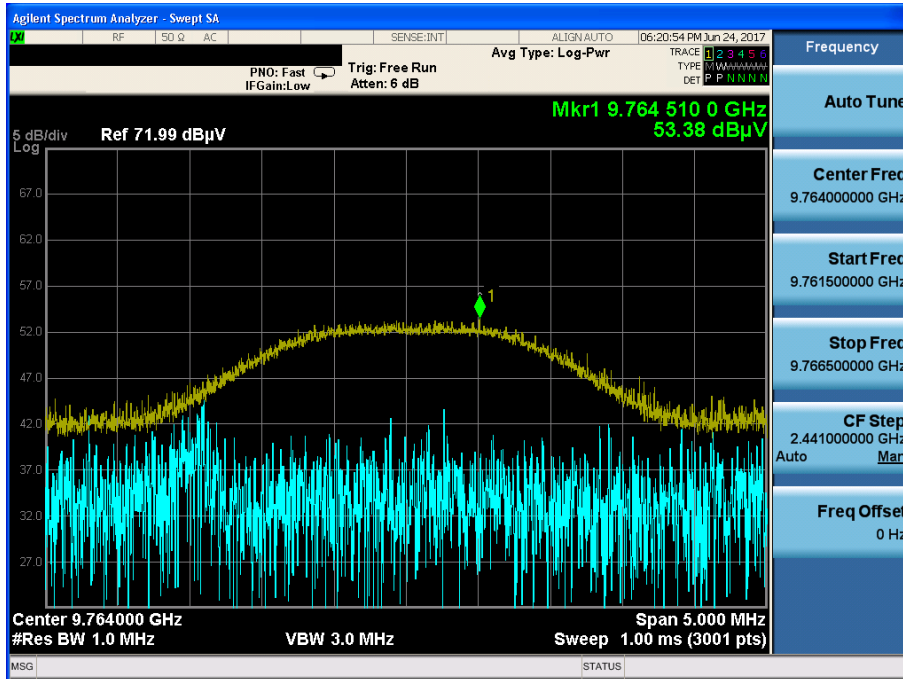 Agilent Spectrum Analyzer - Swept SA
LXI RF 50 Ω AC SENSE:INT ALIGN AUTO 06:20:54 PM Jun 24, 2017
PNO: Fast
IFGain:Low
Trig: Free Run
Atten: 6 dB
Avg Type: Log-Pwr
TRACE 1 2 3 4 5 6
TYPE M W W W W W
DET P P N N N N
Mkr1 9.764 510 0 GHz
53.38 dBµV
5 dB/div
Log
Ref 71.99 dBµV
67.0
62.0
57.0
52.0
47.0
42.0
37.0
32.0
27.0
1
Center 9.764000 GHz
Span 5.000 MHz
#Res BW 1.0 MHz
VBW 3.0 MHz
Sweep 1.00 ms (3001 pts)
MSG
STATUS
Frequency
Auto Tune
Center Freq
9.764000000 GHz
Start Freq
9.761500000 GHz
Stop Freq
9.766500000 GHz
CF Step
2.441000000 GHz
Auto Man
Freq Offset
0 Hz